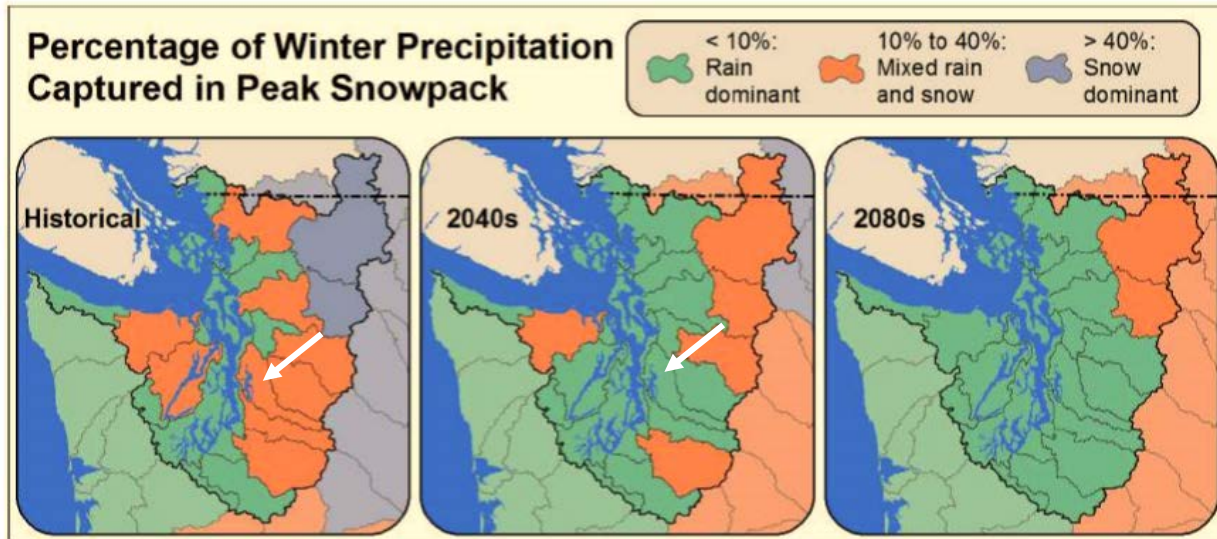 Percentage of Winter Precipitation
Captured in Peak Snowpack
< 10%:
Rain
dominant
10% to 40%:
Mixed rain
and snow
> 40%:
Snow
dominant
Historical
2040s
2080s